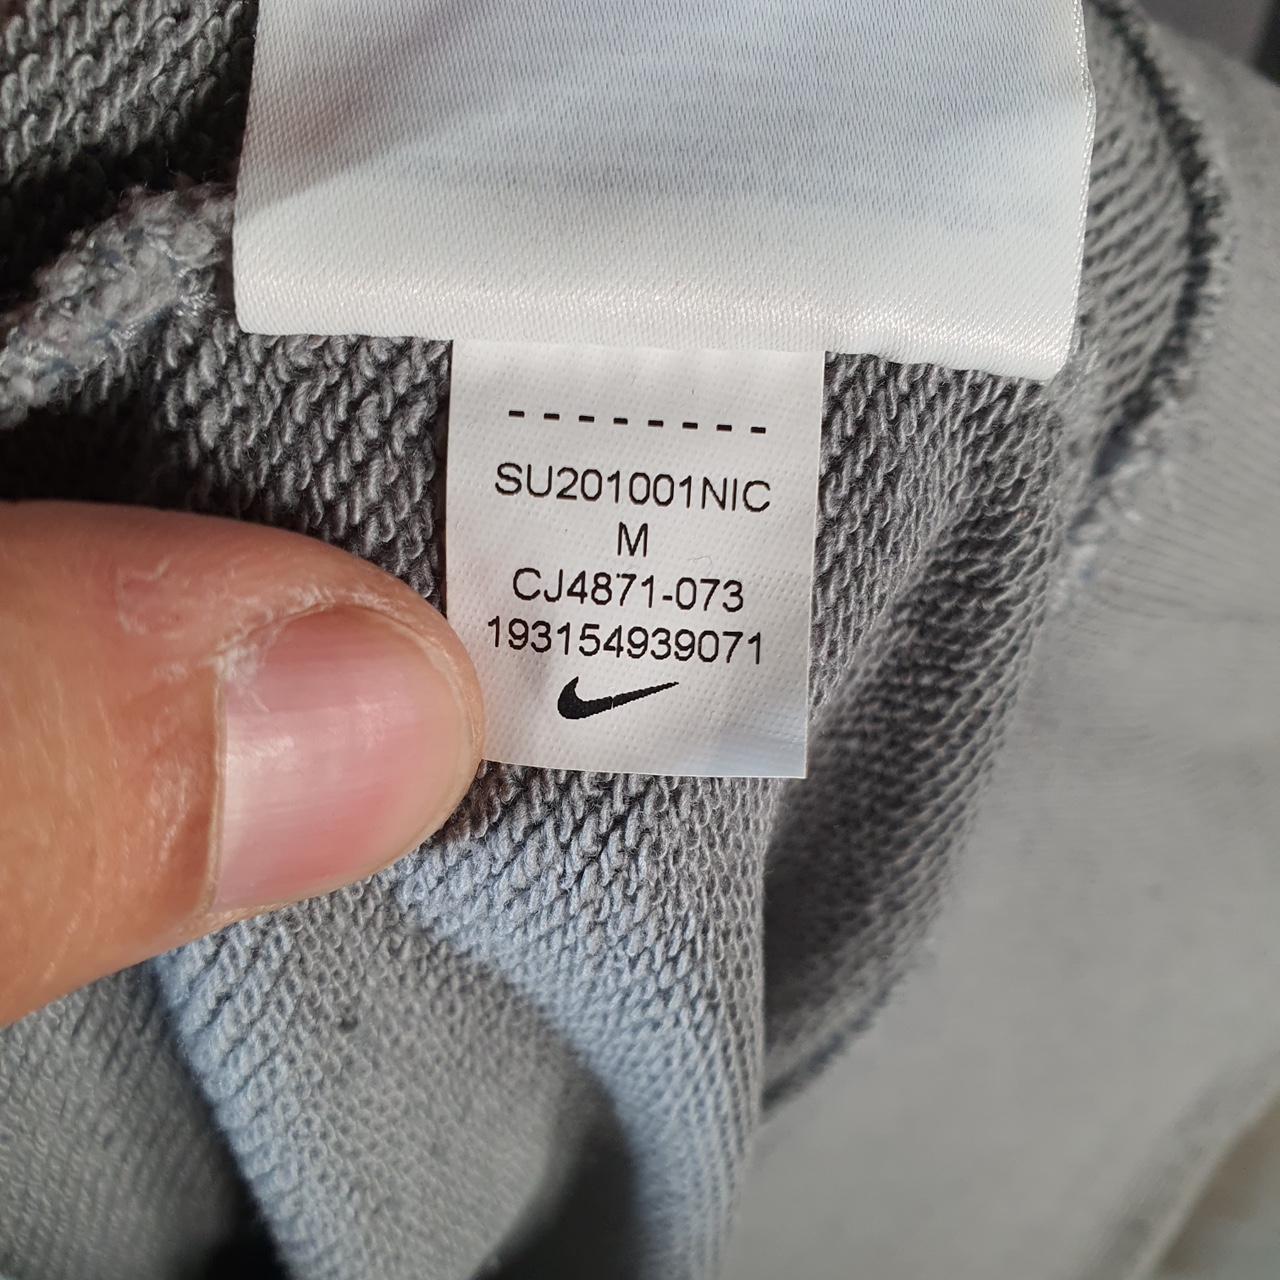 --------
SU201001NIC
M
CJ4871-073
193154939071